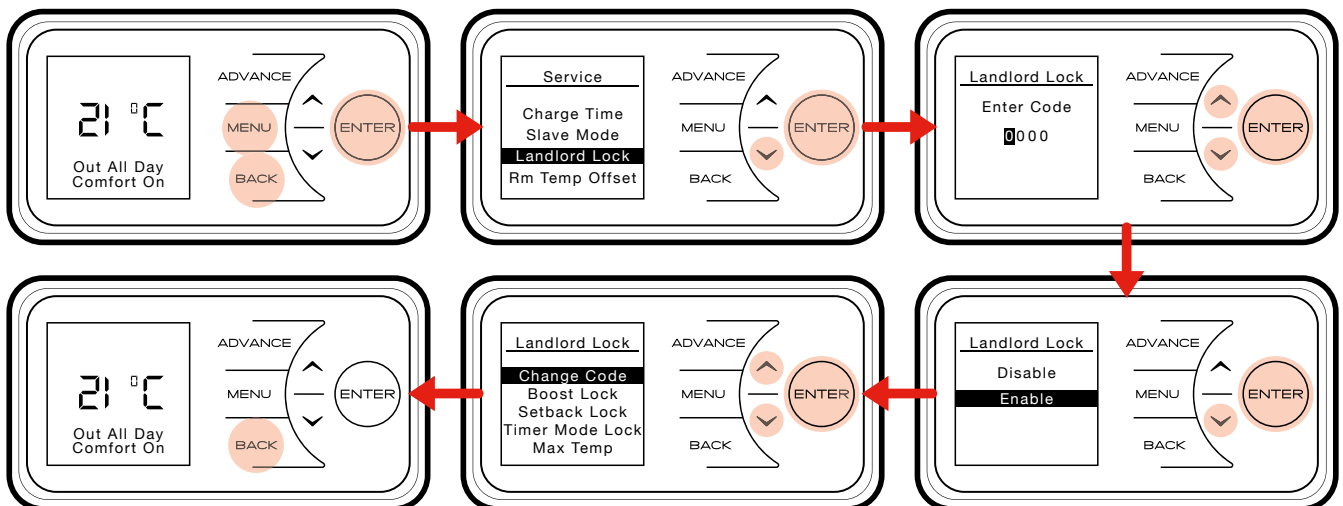 21 °C
Out All Day
Comfort On
ADVANCE
MENU
BACK
ENTER
Service
Charge Time
Slave Mode
Landlord Lock
Rm Temp Offset
ADVANCE
MENU
BACK
ENTER
Landlord Lock
Enter Code
0000
ADVANCE
MENU
BACK
ENTER
21 °C
Out All Day
Comfort On
ADVANCE
MENU
BACK
ENTER
Landlord Lock
Change Code
Boost Lock
Setback Lock
Timer Mode Lock
Max Temp
ADVANCE
MENU
BACK
ENTER
Landlord Lock
Disable
Enable
ADVANCE
MENU
BACK
ENTER